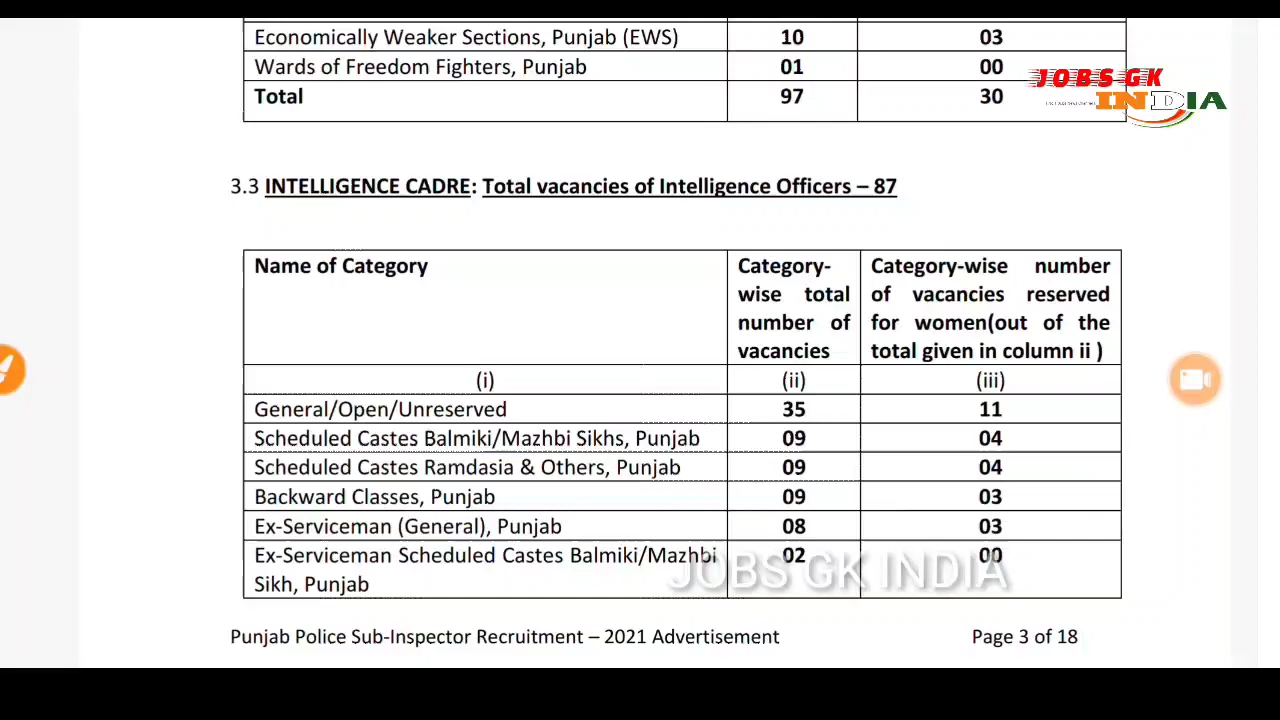 Economically Weaker Sections, Punjab (EWS) 10 03
Wards of Freedom Fighters, Punjab 01 00
JOBS GK
INDIA
Total 97 30
3.3 INTELLIGENCE CADRE: Total vacancies of Intelligence Officers – 87
Name of Category Category- Category-wise number
wise total of vacancies reserved
number of for women(out of the
vacancies total given in column ii )
(i) (ii) (iii)
General/Open/Unreserved 35 11
Scheduled Castes Balmiki/Mazhbi Sikhs, Punjab 09 04
Scheduled Castes Ramdasia & Others, Punjab 09 04
Backward Classes, Punjab 09 03
Ex-Serviceman (General), Punjab 08 03
Ex-Serviceman Scheduled Castes Balmiki/Mazhbi 02 00
Sikh, Punjab
JOBS GK INDIA
Punjab Police Sub-Inspector Recruitment – 2021 Advertisement Page 3 of 18